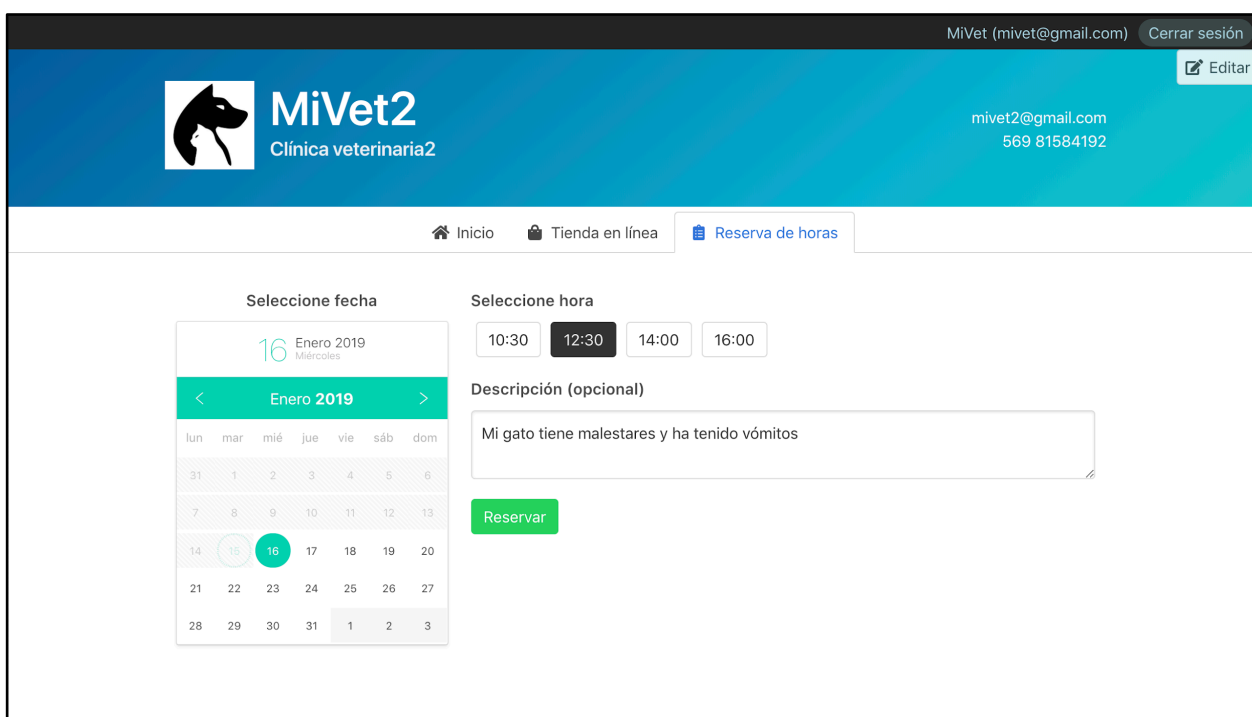 MiVet (mivet@gmail.com) Cerrar sesión
Editar
MiVet2
Clínica veterinaria2
mivet2@gmail.com
569 81584192
Inicio Tienda en línea Reserva de horas
Seleccione fecha
16 Enero 2019
Miércoles
Enero 2019
lun mar mié jue vie sáb dom
31 1 2 3 4 5 6
7 8 9 10 11 12 13
14 15 16 17 18 19 20
21 22 23 24 25 26 27
28 29 30 31 1 2 3
Seleccione hora
10:30 12:30 14:00 16:00
Descripción (opcional)
Mi gato tiene malestares y ha tenido vómitos
Reservar